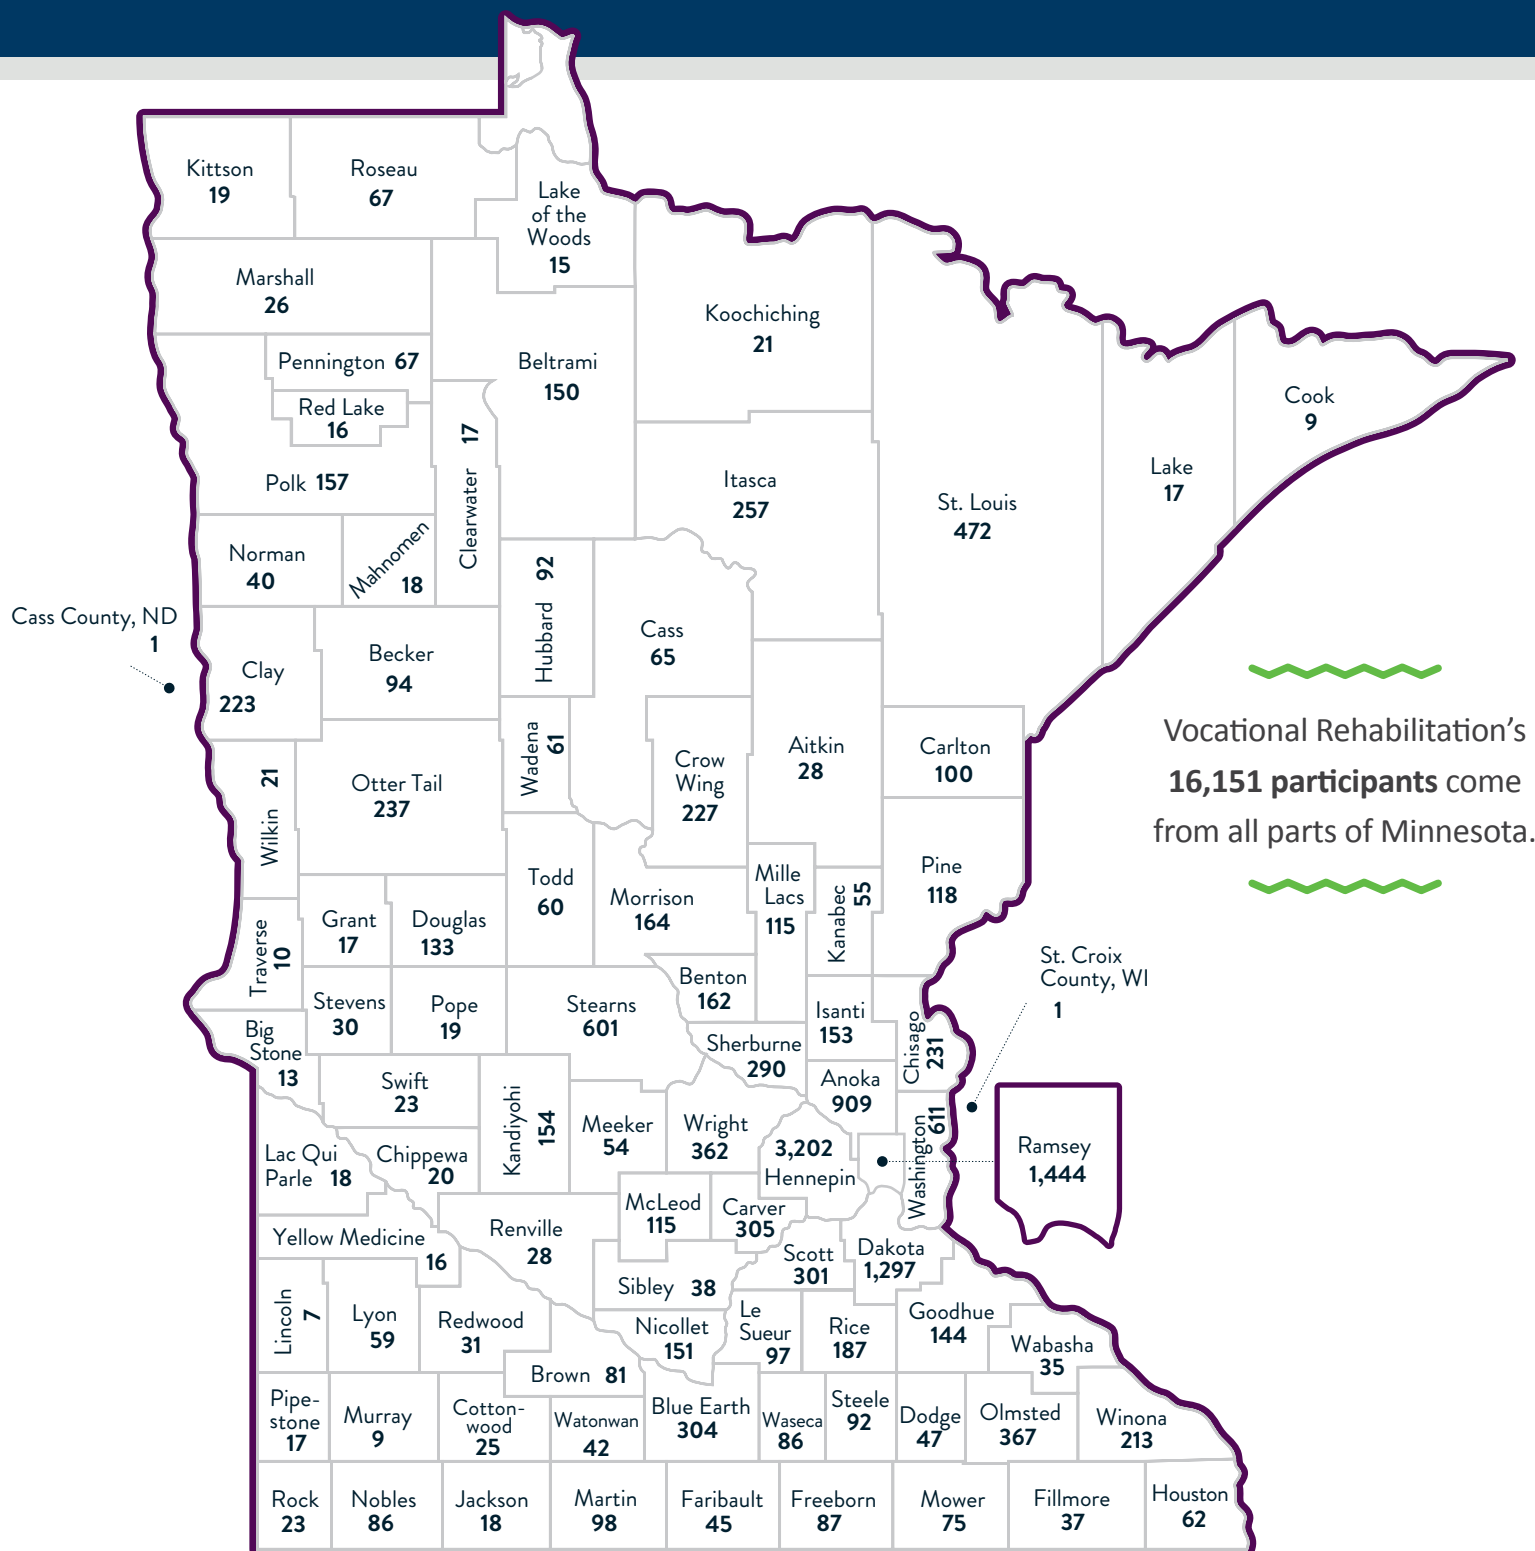 Kittson
19
Roseau
67
Lake
of the
Woods
15
Marshall
26
Koochiching
21
Pennington 67
Beltrami
150
Red Lake
16
Cook
9
Clearwater 17
Polk 157
Itasca
257
Lake
17
St. Louis
472
Norman
40
Mahnomen
18
Hubbard 92
Cass County, ND
1
Cass
65
Clay
223
Becker
94
Vocational Rehabilitation's
16,151 participants come
from all parts of Minnesota.
Wadena 61
Aitkin
28
Carlton
100
Crow
Wing
227
Wilkin 21
Otter Tail
237
Todd
60
Morrison
164
Mille
Lacs
115
Kanabec 55
Pine
118
Traverse 10
Grant
17
Douglas
133
St. Croix
County, WI
1
Benton
162
Stevens
30
Pope
19
Stearns
601
Isanti
153
Chisago 231
Big
Stone
13
Sherburne
290
Swift
23
Anoka
909
Kandiyohi 154
Meeker
54
Wright
362
3,202
Hennepin
Washington 611
Ramsey
1,444
Lac Qui
Parle 18
Chippewa
20
McLeod
115
Carver
305
Yellow Medicine
16
Renville
28
Scott
301
Dakota
1,297
Sibley 38
Lincoln 7
Lyon
59
Redwood
31
Nicollet
151
Le
Sueur
97
Rice
187
Goodhue
144
Wabasha
35
Brown 81
Pipe-
stone
17
Murray
9
Cotton-
wood
25
Watonwan
42
Blue Earth
304
Waseca
86
Steele
92
Dodge
47
Olmsted
367
Winona
213
Rock
23
Nobles
86
Jackson
18
Martin
98
Faribault
45
Freeborn
87
Mower
75
Fillmore
37
Houston
62